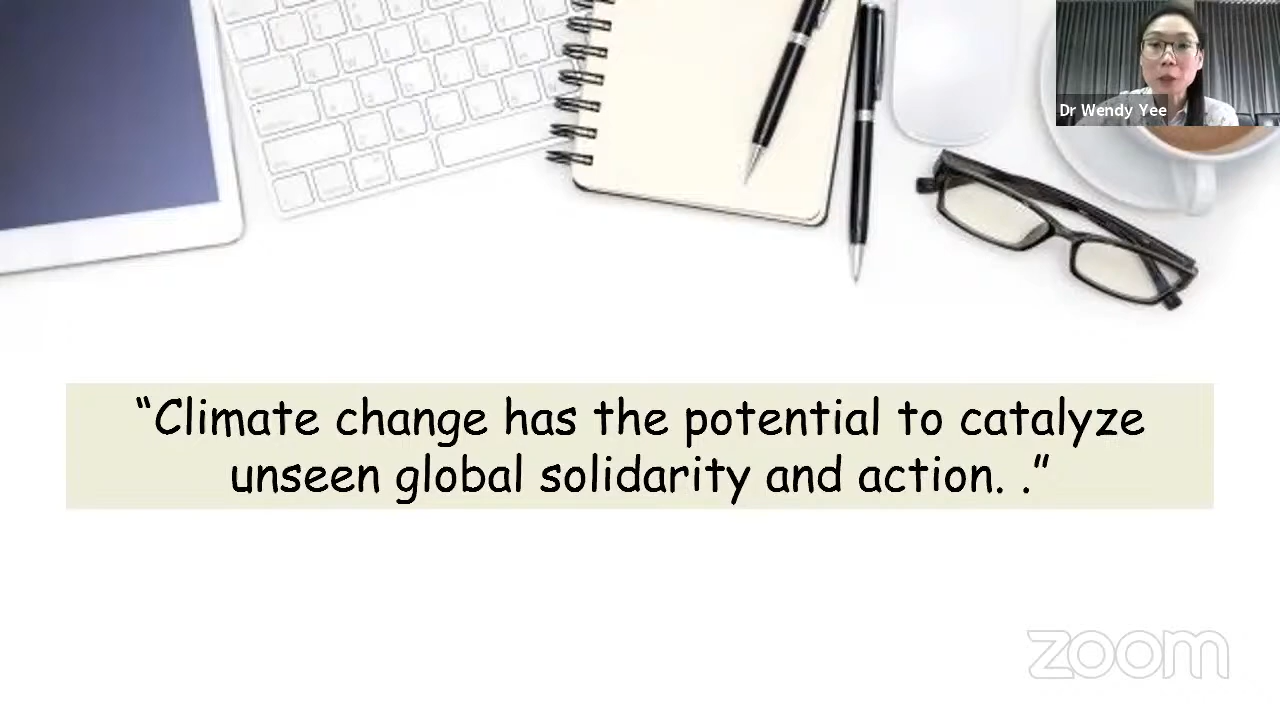 Dr Wendy Yee
“Climate change has the potential to catalyze
unseen global solidarity and action. .”
zoom